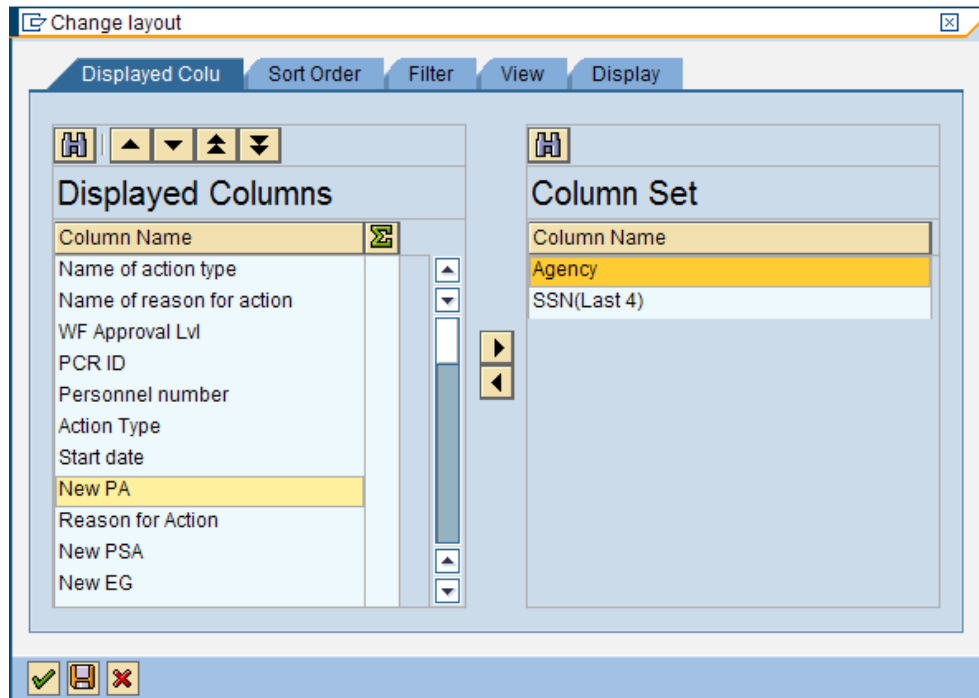 Change layout
Displayed Colu Sort Order Filter View Display
Displayed Columns
Column Name
Name of action type
Name of reason for action
WF Approval Lvl
PCR ID
Personnel number
Action Type
Start date
New PA
Reason for Action
New PSA
New EG
Column Set
Column Name
Agency
SSN(Last 4)